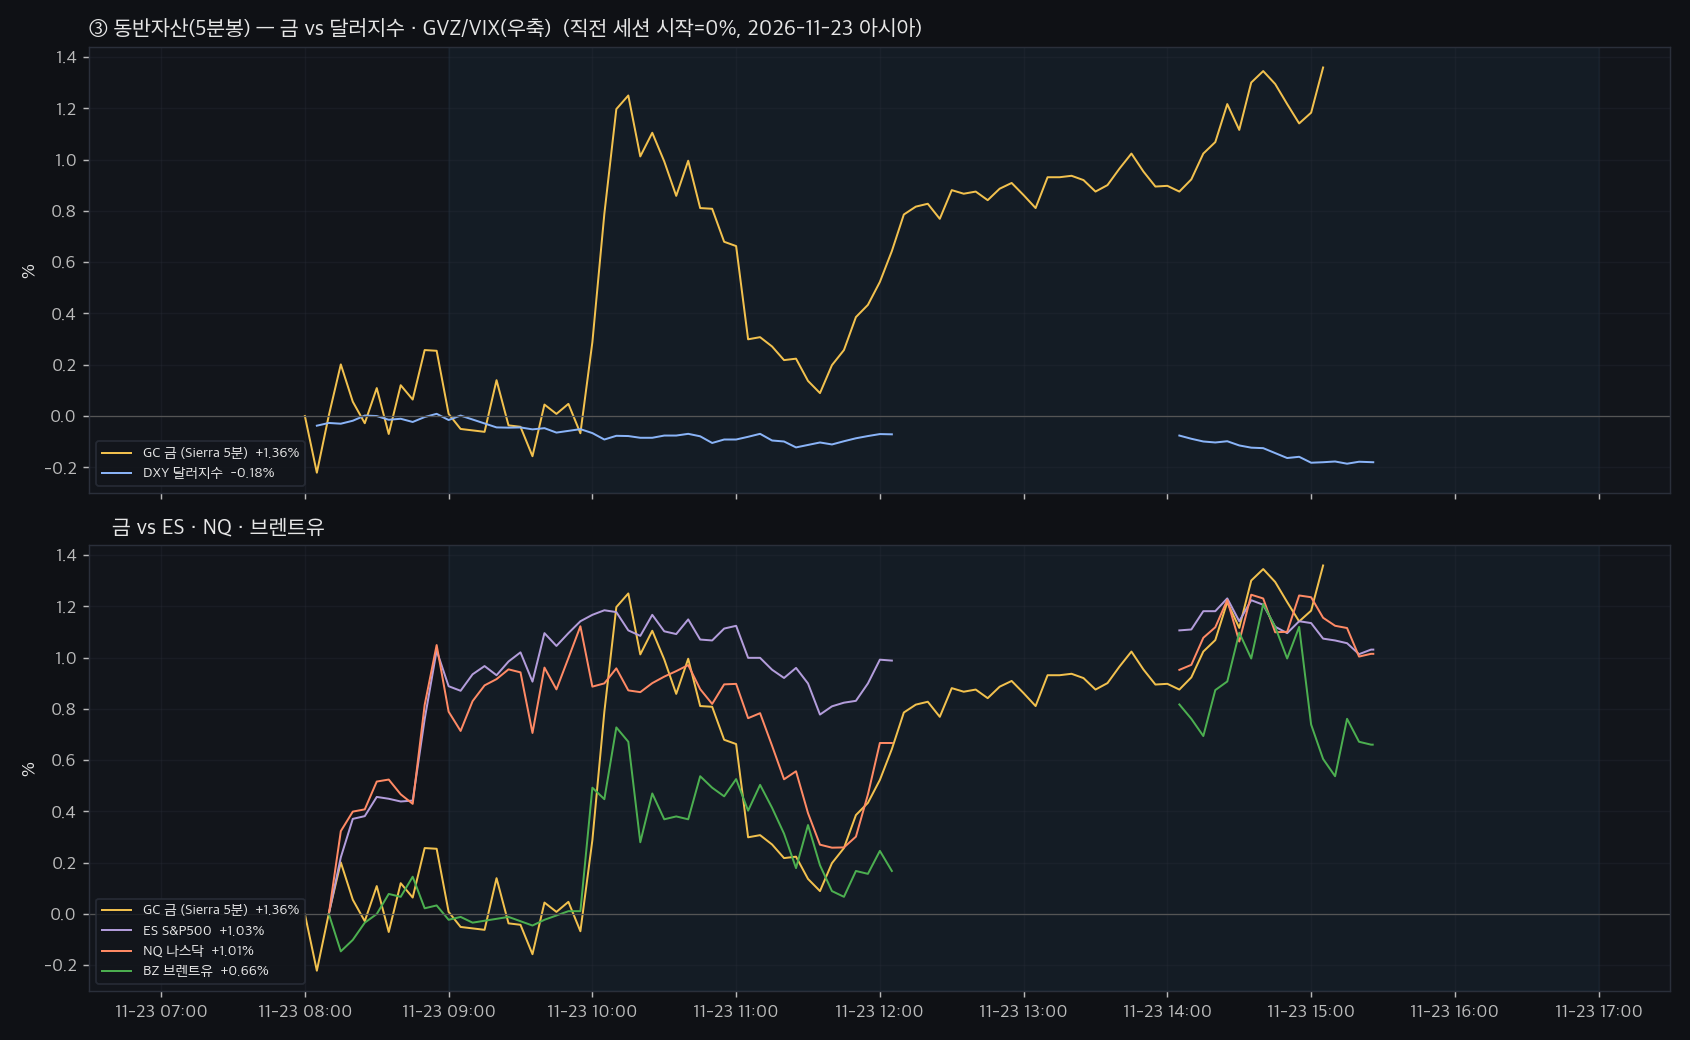 ③ 동반자산(5분봉) — 금 vs 달러지수 · GVZ/VIX(우축)  (직전 세션 시작=0%, 2026-11-23 아시아)
1.4
1.2
1.0
0.8
0.6
0.4
0.2
0.0
−0.2
%
GC 금 (Sierra 5분)  +1.36%
DXY 달러지수  −0.18%
금 vs ES · NQ · 브렌트유
1.4
1.2
1.0
0.8
0.6
0.4
0.2
0.0
−0.2
%
GC 금 (Sierra 5분)  +1.36%
ES S&P500  +1.03%
NQ 나스닥  +1.01%
BZ 브렌트유  +0.66%
11-23 07:00 11-23 08:00 11-23 09:00 11-23 10:00 11-23 11:00 11-23 12:00 11-23 13:00 11-23 14:00 11-23 15:00 11-23 16:00 11-23 17:00